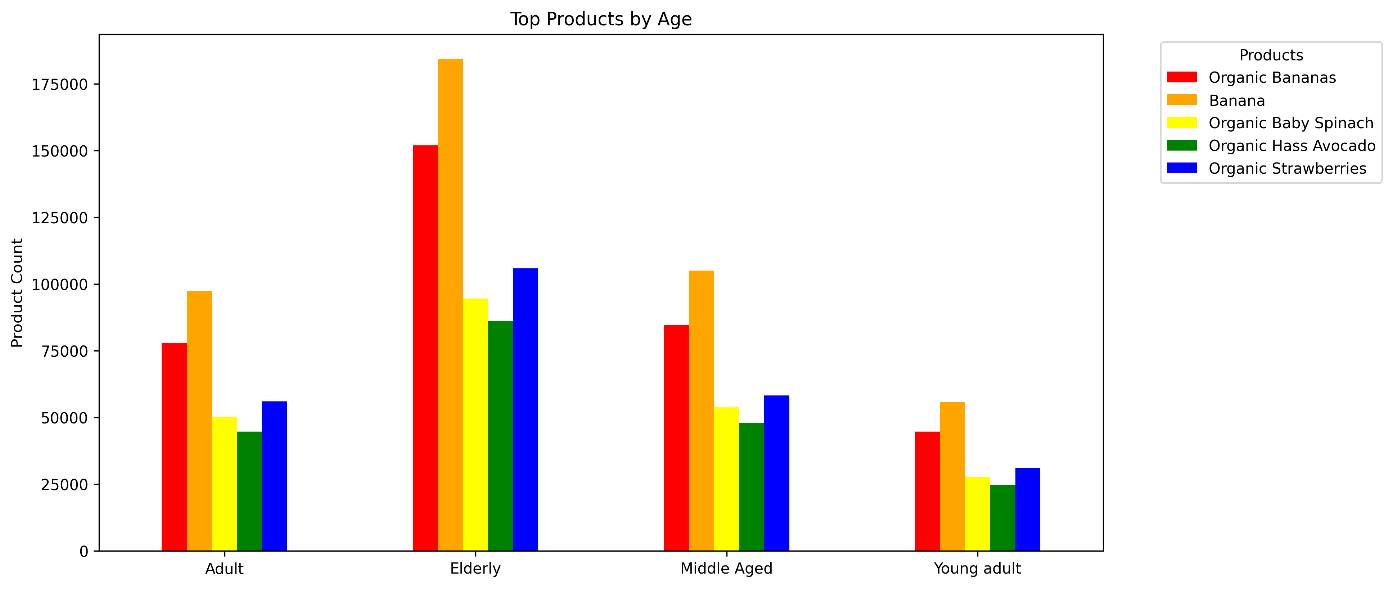 Top Products by Age
Product Count
175000
150000
125000
100000
75000
50000
25000
0
Adult
Elderly
Middle Aged
Young adult
Products
Organic Bananas
Banana
Organic Baby Spinach
Organic Hass Avocado
Organic Strawberries